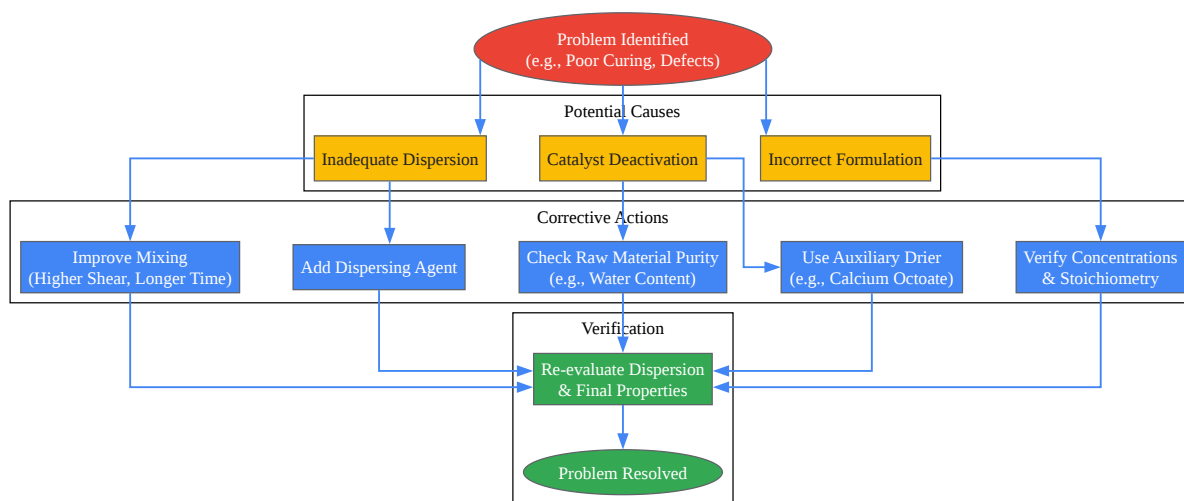 Problem Identified
(e.g., Poor Curing, Defects)
Potential Causes
Inadequate Dispersion
Catalyst Deactivation
Incorrect Formulation
Corrective Actions
Improve Mixing
(Higher Shear, Longer Time)
Add Dispersing Agent
Check Raw Material Purity
(e.g., Water Content)
Use Auxiliary Drier
(e.g., Calcium Octoate)
Verify Concentrations
& Stoichiometry
Verification
Re-evaluate Dispersion
& Final Properties
Problem Resolved